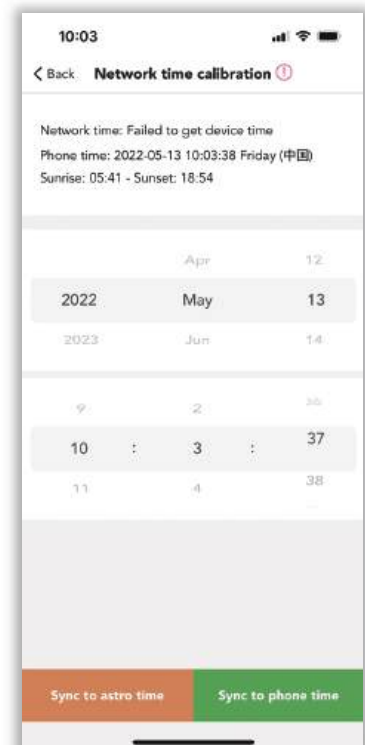 10:03
Back Network time calibration
Network time: Failed to get device time
Phone time: 2022-05-13 10:03:38 Friday (中国)
Sunrise: 05:41 - Sunset: 18:54
Apr 12
2022 May 13
2023 Jun 14
9 2 36
10 : 3 : 37
11 4 38
Sync to astro time Sync to phone time